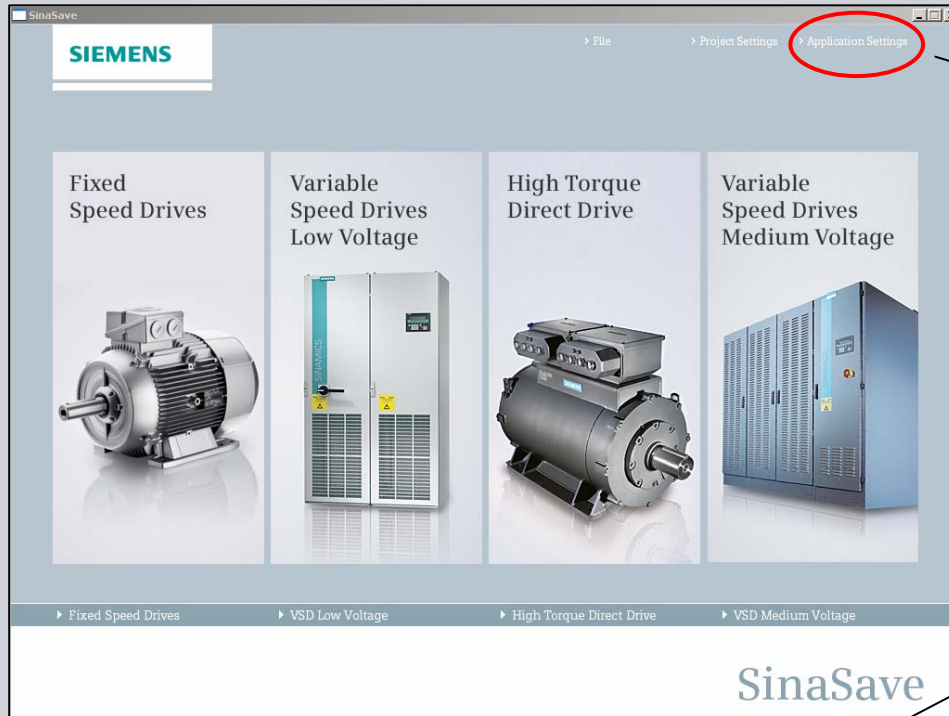 SinaSave
SIEMENS
> File
> Project Settings
> Application Settings
Fixed
Speed Drives
Variable
Speed Drives
Low Voltage
High Torque
Direct Drive
Variable
Speed Drives
Medium Voltage
SINAMICS
SIEMENS
Fixed Speed Drives
VSD Low Voltage
High Torque Direct Drive
VSD Medium Voltage
SinaSave